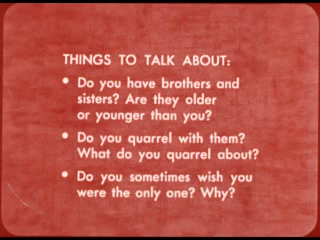 THINGS TO TALK ABOUT:
• Do you have brothers and
sisters? Are they older
or younger than you?
• Do you quarrel with them?
What do you quarrel about?
• Do you sometimes wish you
were the only one? Why?